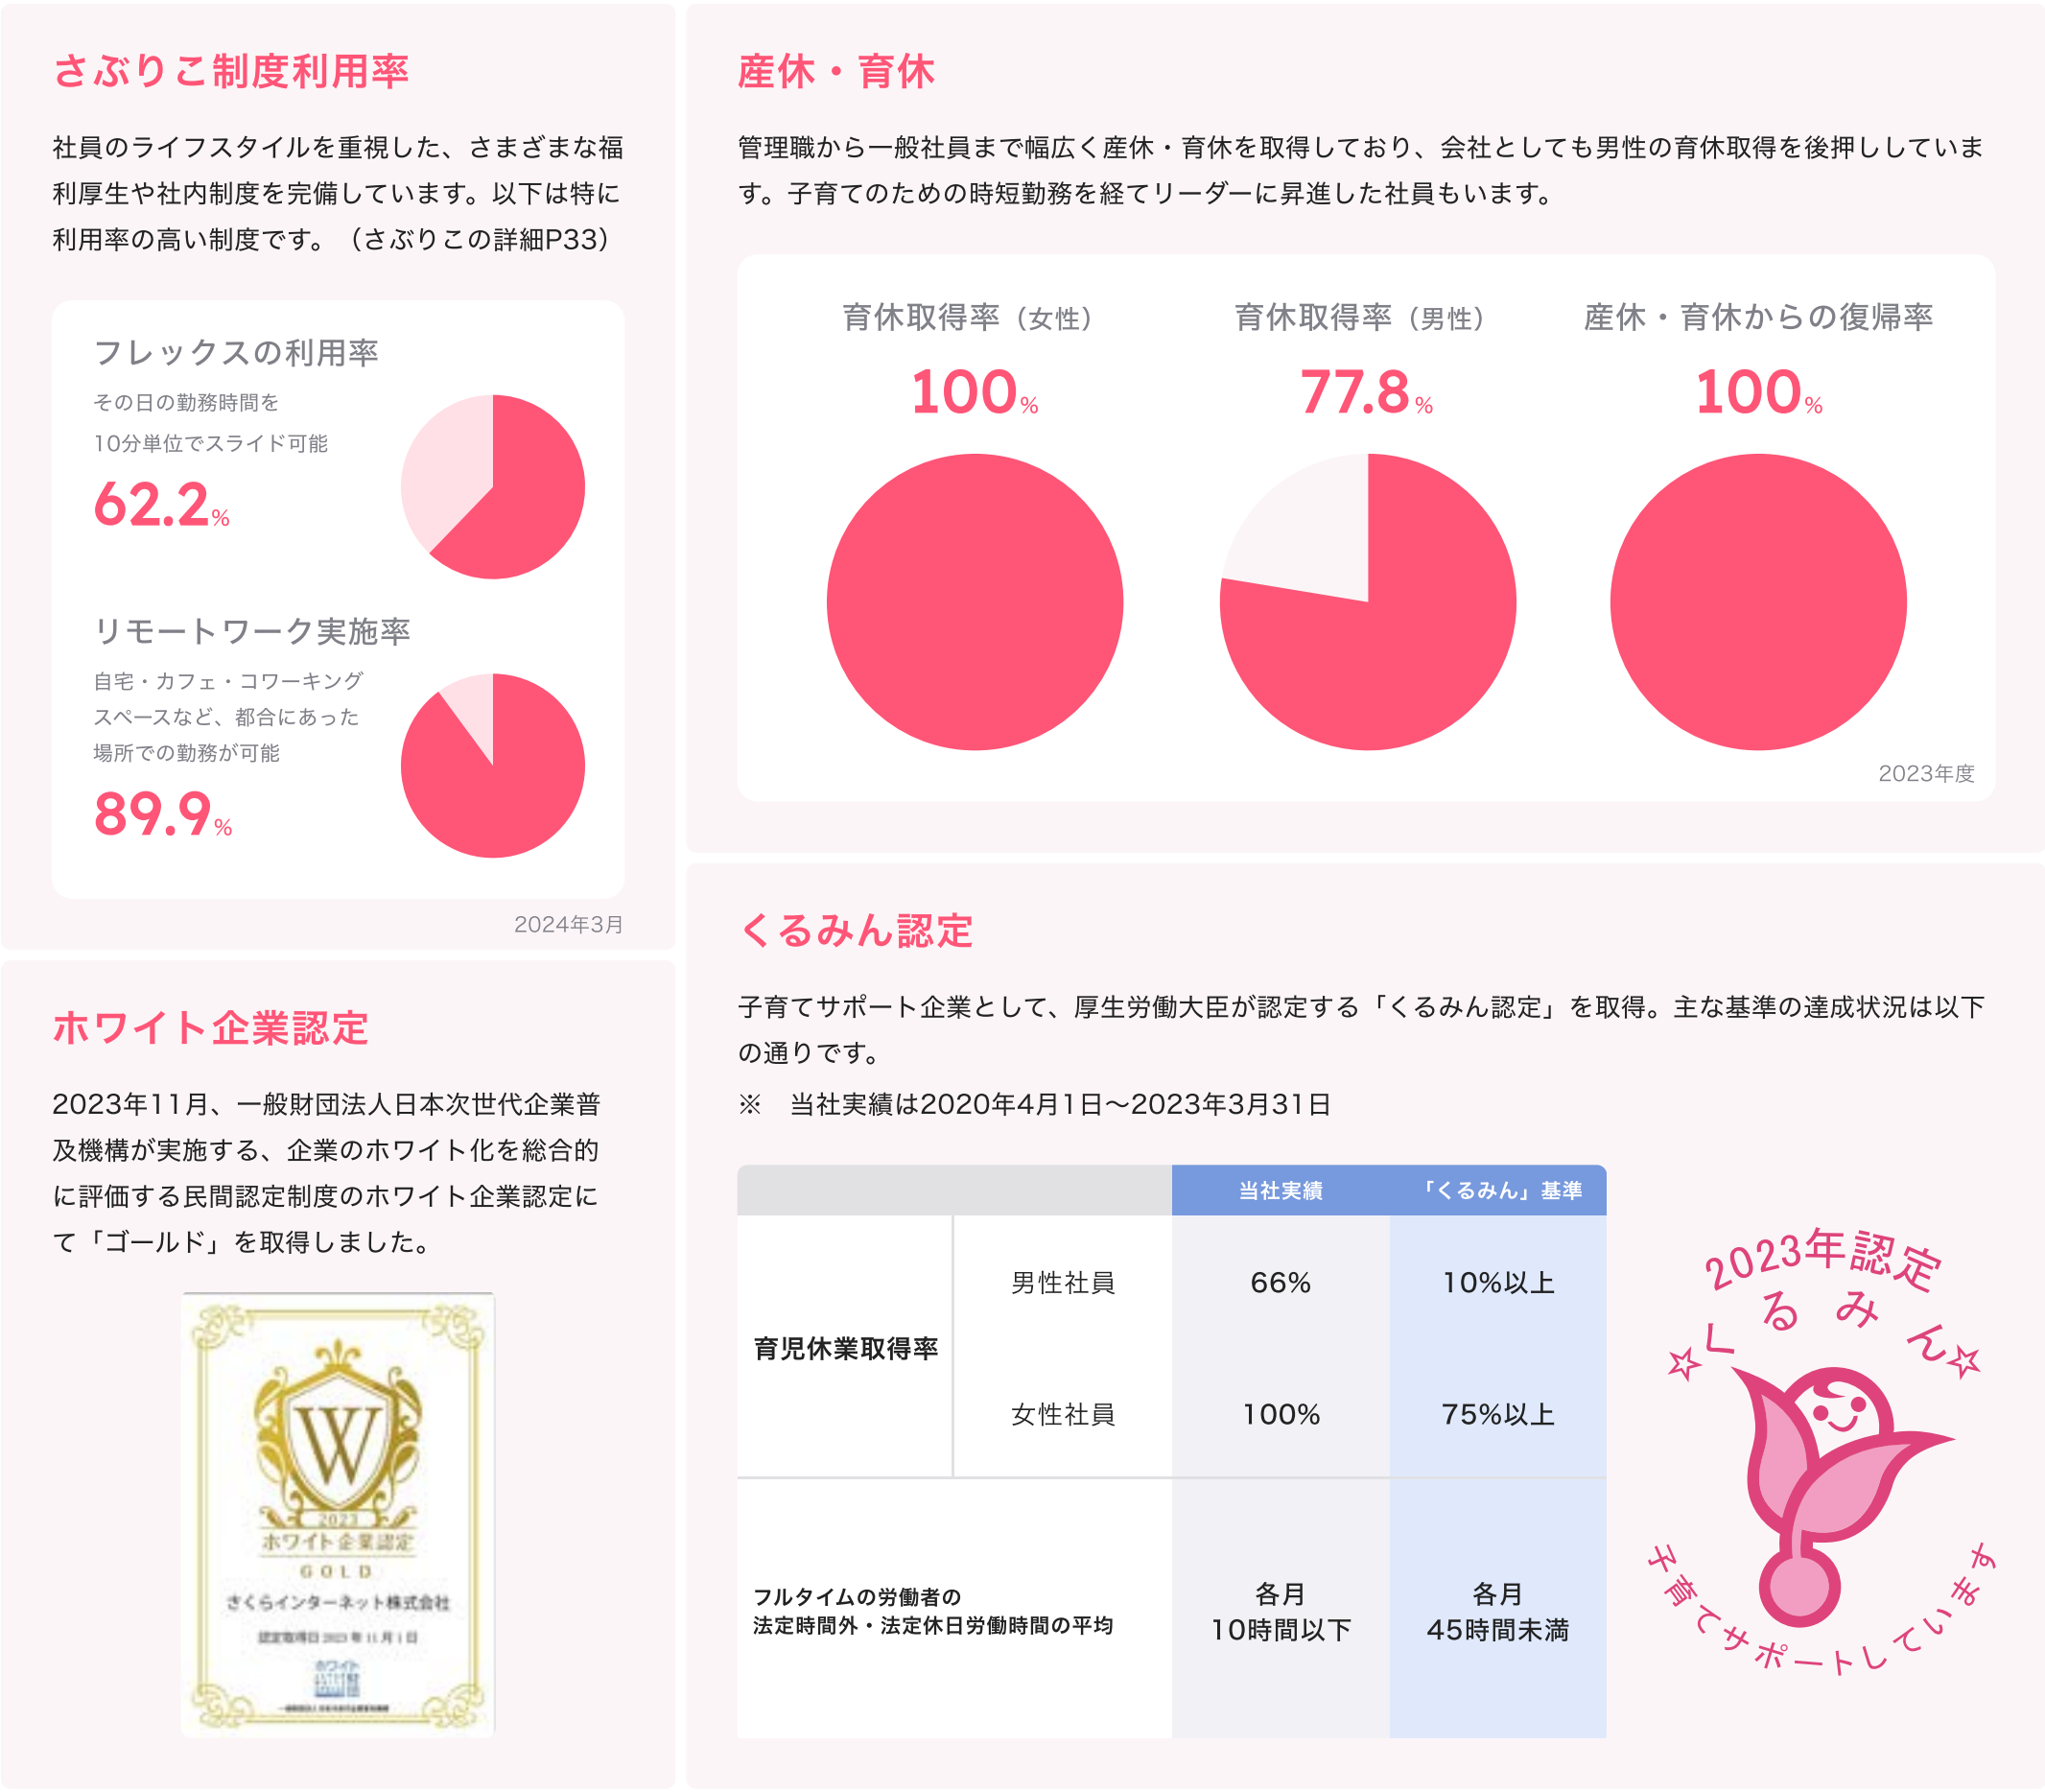 さぶりこ制度利用率
社員のライフスタイルを重視した、さまざまな福
利厚生や社内制度を完備しています。以下は特に
利用率の高い制度です。（さぶりこの詳細P33）
フレックスの利用率
その日の勤務時間を
10分単位でスライド可能
62.2%
リモートワーク実施率
自宅・カフェ・コワーキング
スペースなど、都合にあった
場所での勤務が可能
89.9%
2024年3月
産休・育休
管理職から一般社員まで幅広く産休・育休を取得しており、会社としても男性の育休取得を後押ししていま
す。子育てのための時短勤務を経てリーダーに昇進した社員もいます。
育休取得率（女性）
100%
育休取得率（男性）
77.8%
産休・育休からの復帰率
100%
2023年度
ホワイト企業認定
2023年11月、一般財団法人日本次世代企業普
及機構が実施する、企業のホワイト化を総合的
に評価する民間認定制度のホワイト企業認定に
て「ゴールド」を取得しました。
W
2023
ホワイト企業認定
GOLD
さくらインターネット株式会社
認定取得日 2023年11月1日
くるみん認定
子育てサポート企業として、厚生労働大臣が認定する「くるみん認定」を取得。主な基準の達成状況は以下
の通りです。
※　当社実績は2020年4月1日〜2023年3月31日
当社実績 「くるみん」基準
育児休業取得率
男性社員 66% 10%以上
女性社員 100% 75%以上
フルタイムの労働者の
法定時間外・法定休日労働時間の平均
各月
10時間以下
各月
45時間未満
2023年認定
☆くるみん☆
子育てサポートしています